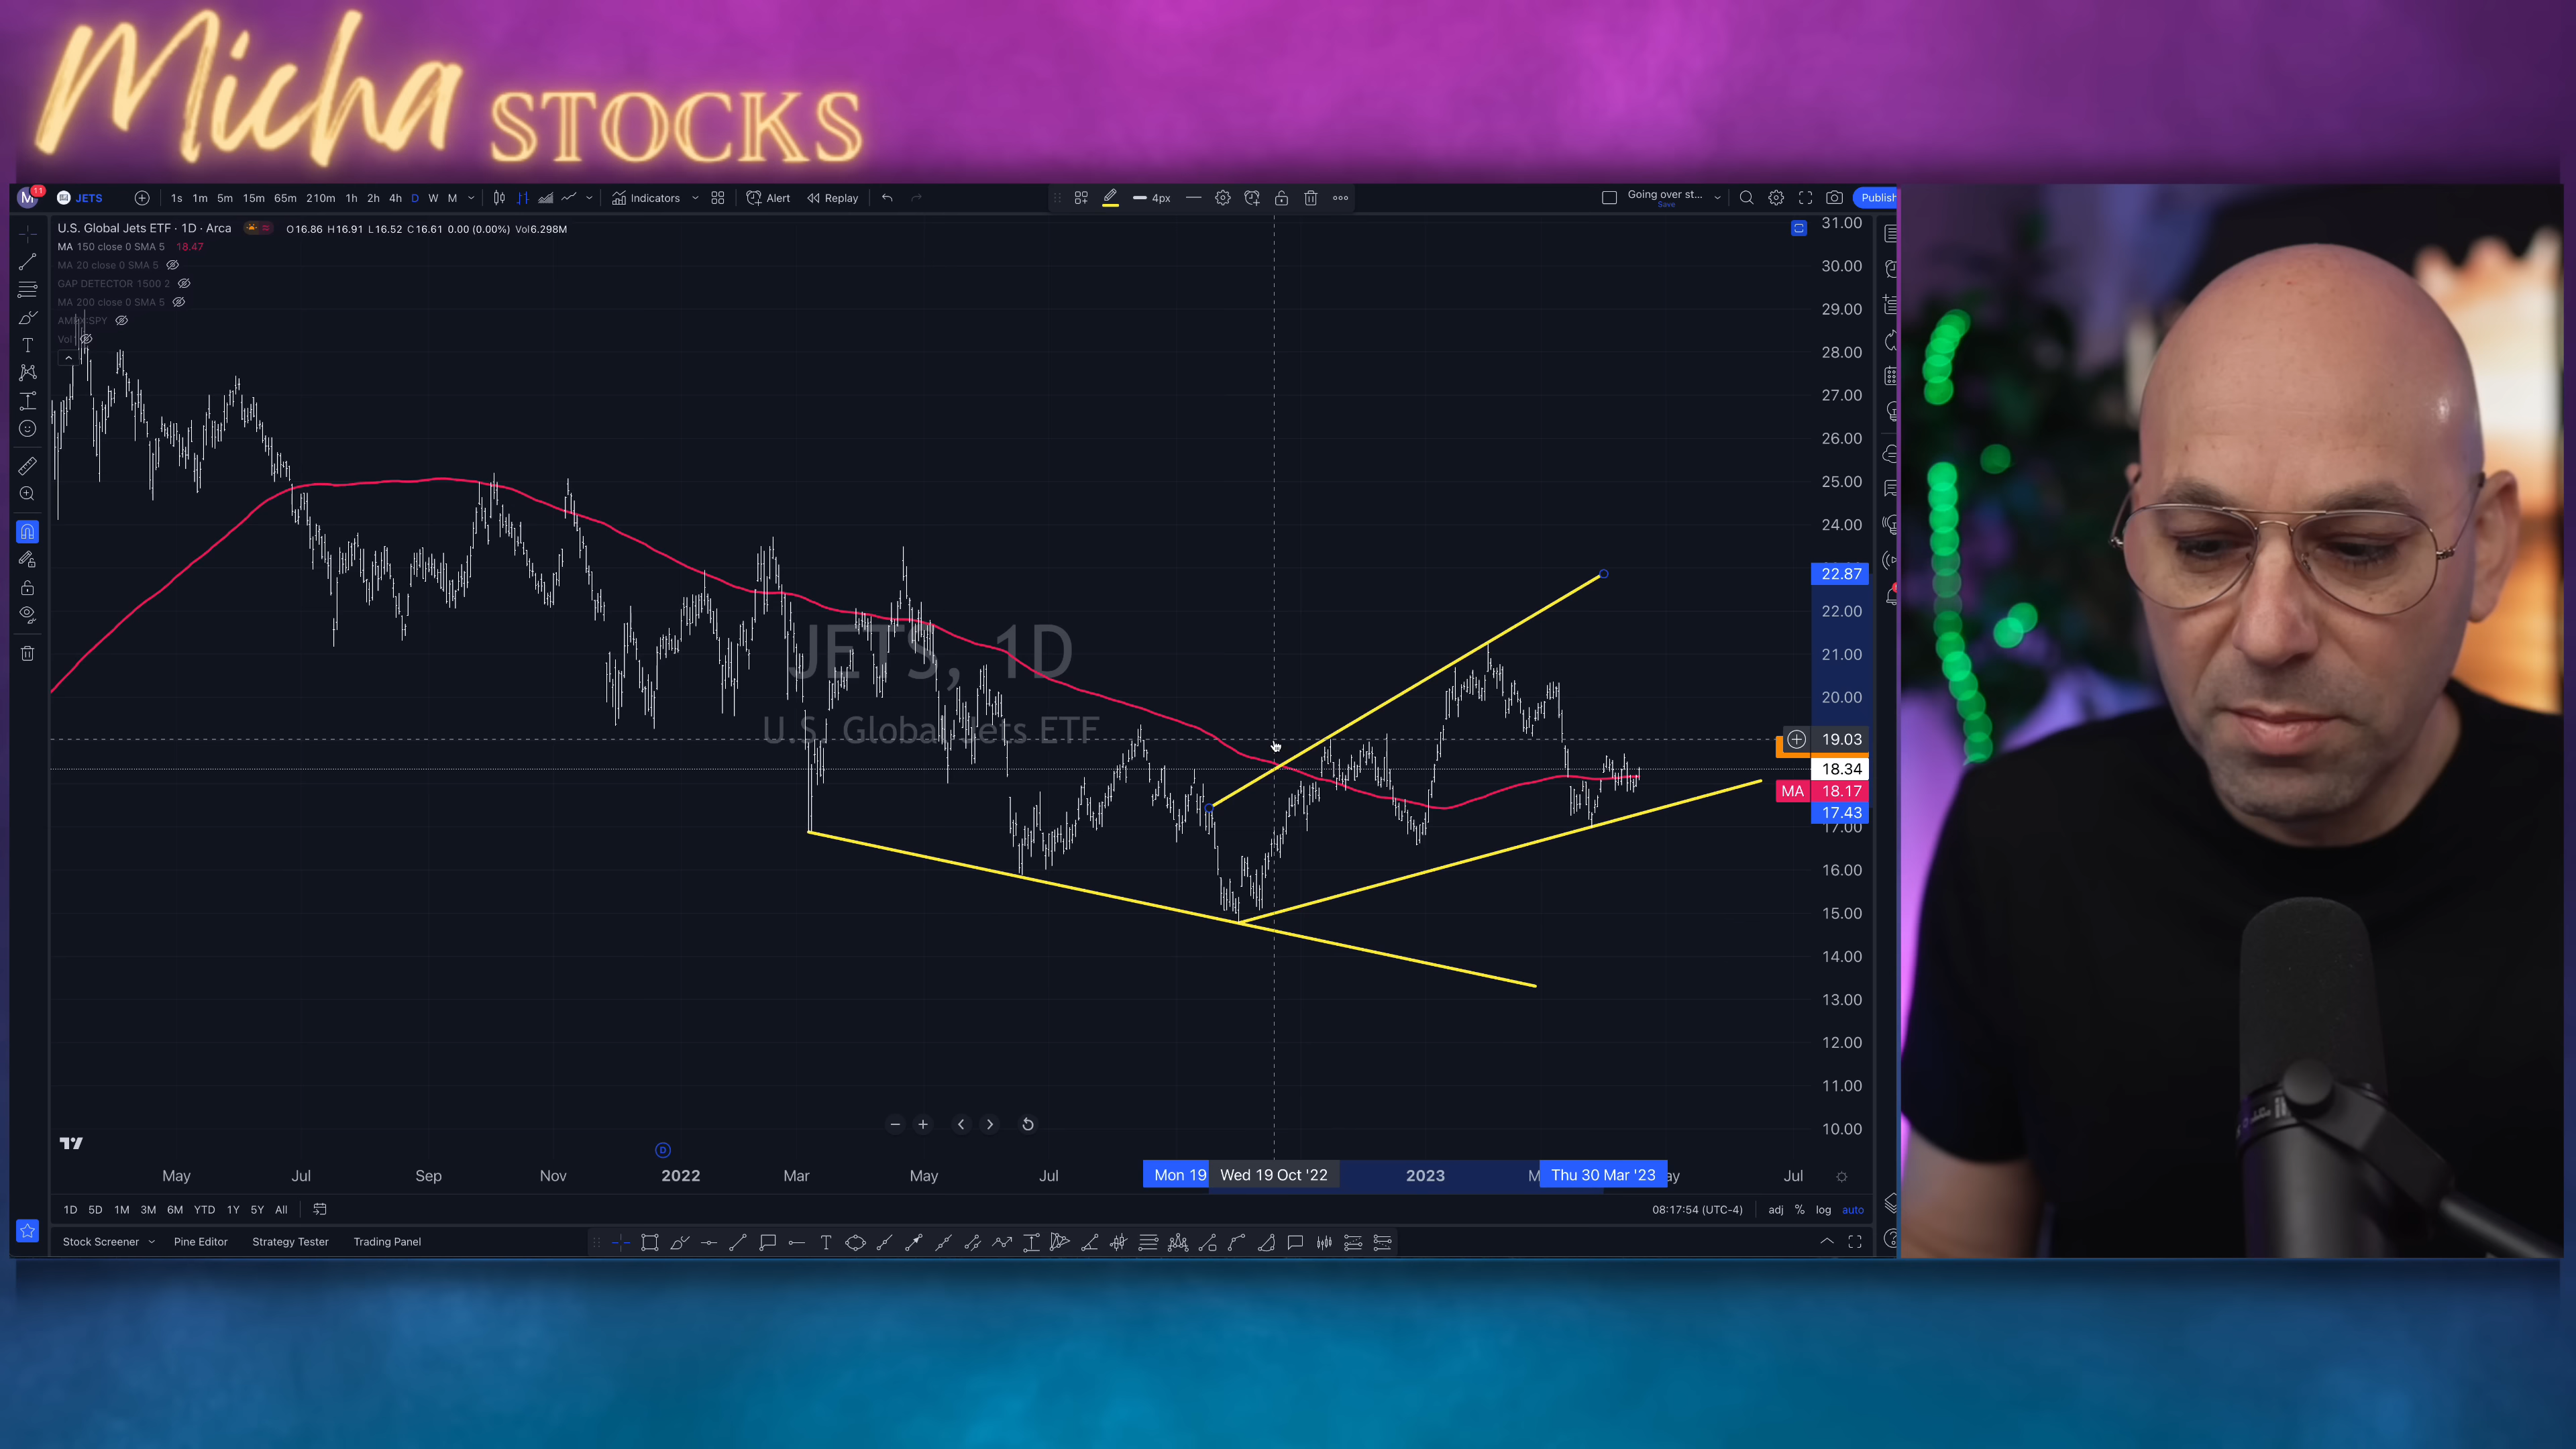 Micha STOCKS
M 11 JETS 1s 1m 5m 15m 65m 210m 1h 2h 4h D W M Indicators Alert Replay 4px Going over st... Save Publish
U.S. Global Jets ETF · 1D · Arca O16.86 H16.91 L16.52 C16.61 0.00 (0.00%) Vol6.298M
MA 150 close 0 SMA 5 18.47
MA 20 close 0 SMA 5
GAP DETECTOR 1500 2
MA 200 close 0 SMA 5
Vol
JETS, 1D
U.S. Global Jets ETF
31.00
30.00
29.00
28.00
27.00
26.00
25.00
24.00
22.87
22.00
21.00
20.00
19.03
18.34
MA 18.17
17.43
17.00
16.00
15.00
14.00
13.00
12.00
11.00
10.00
D
May Jul Sep Nov 2022 Mar May Jul Mon 19 Wed 19 Oct '22 2023 M Thu 30 Mar '23 ay Jul
1D 5D 1M 3M 6M YTD 1Y 5Y All 08:17:54 (UTC-4) adj % log auto
Stock Screener Pine Editor Strategy Tester Trading Panel